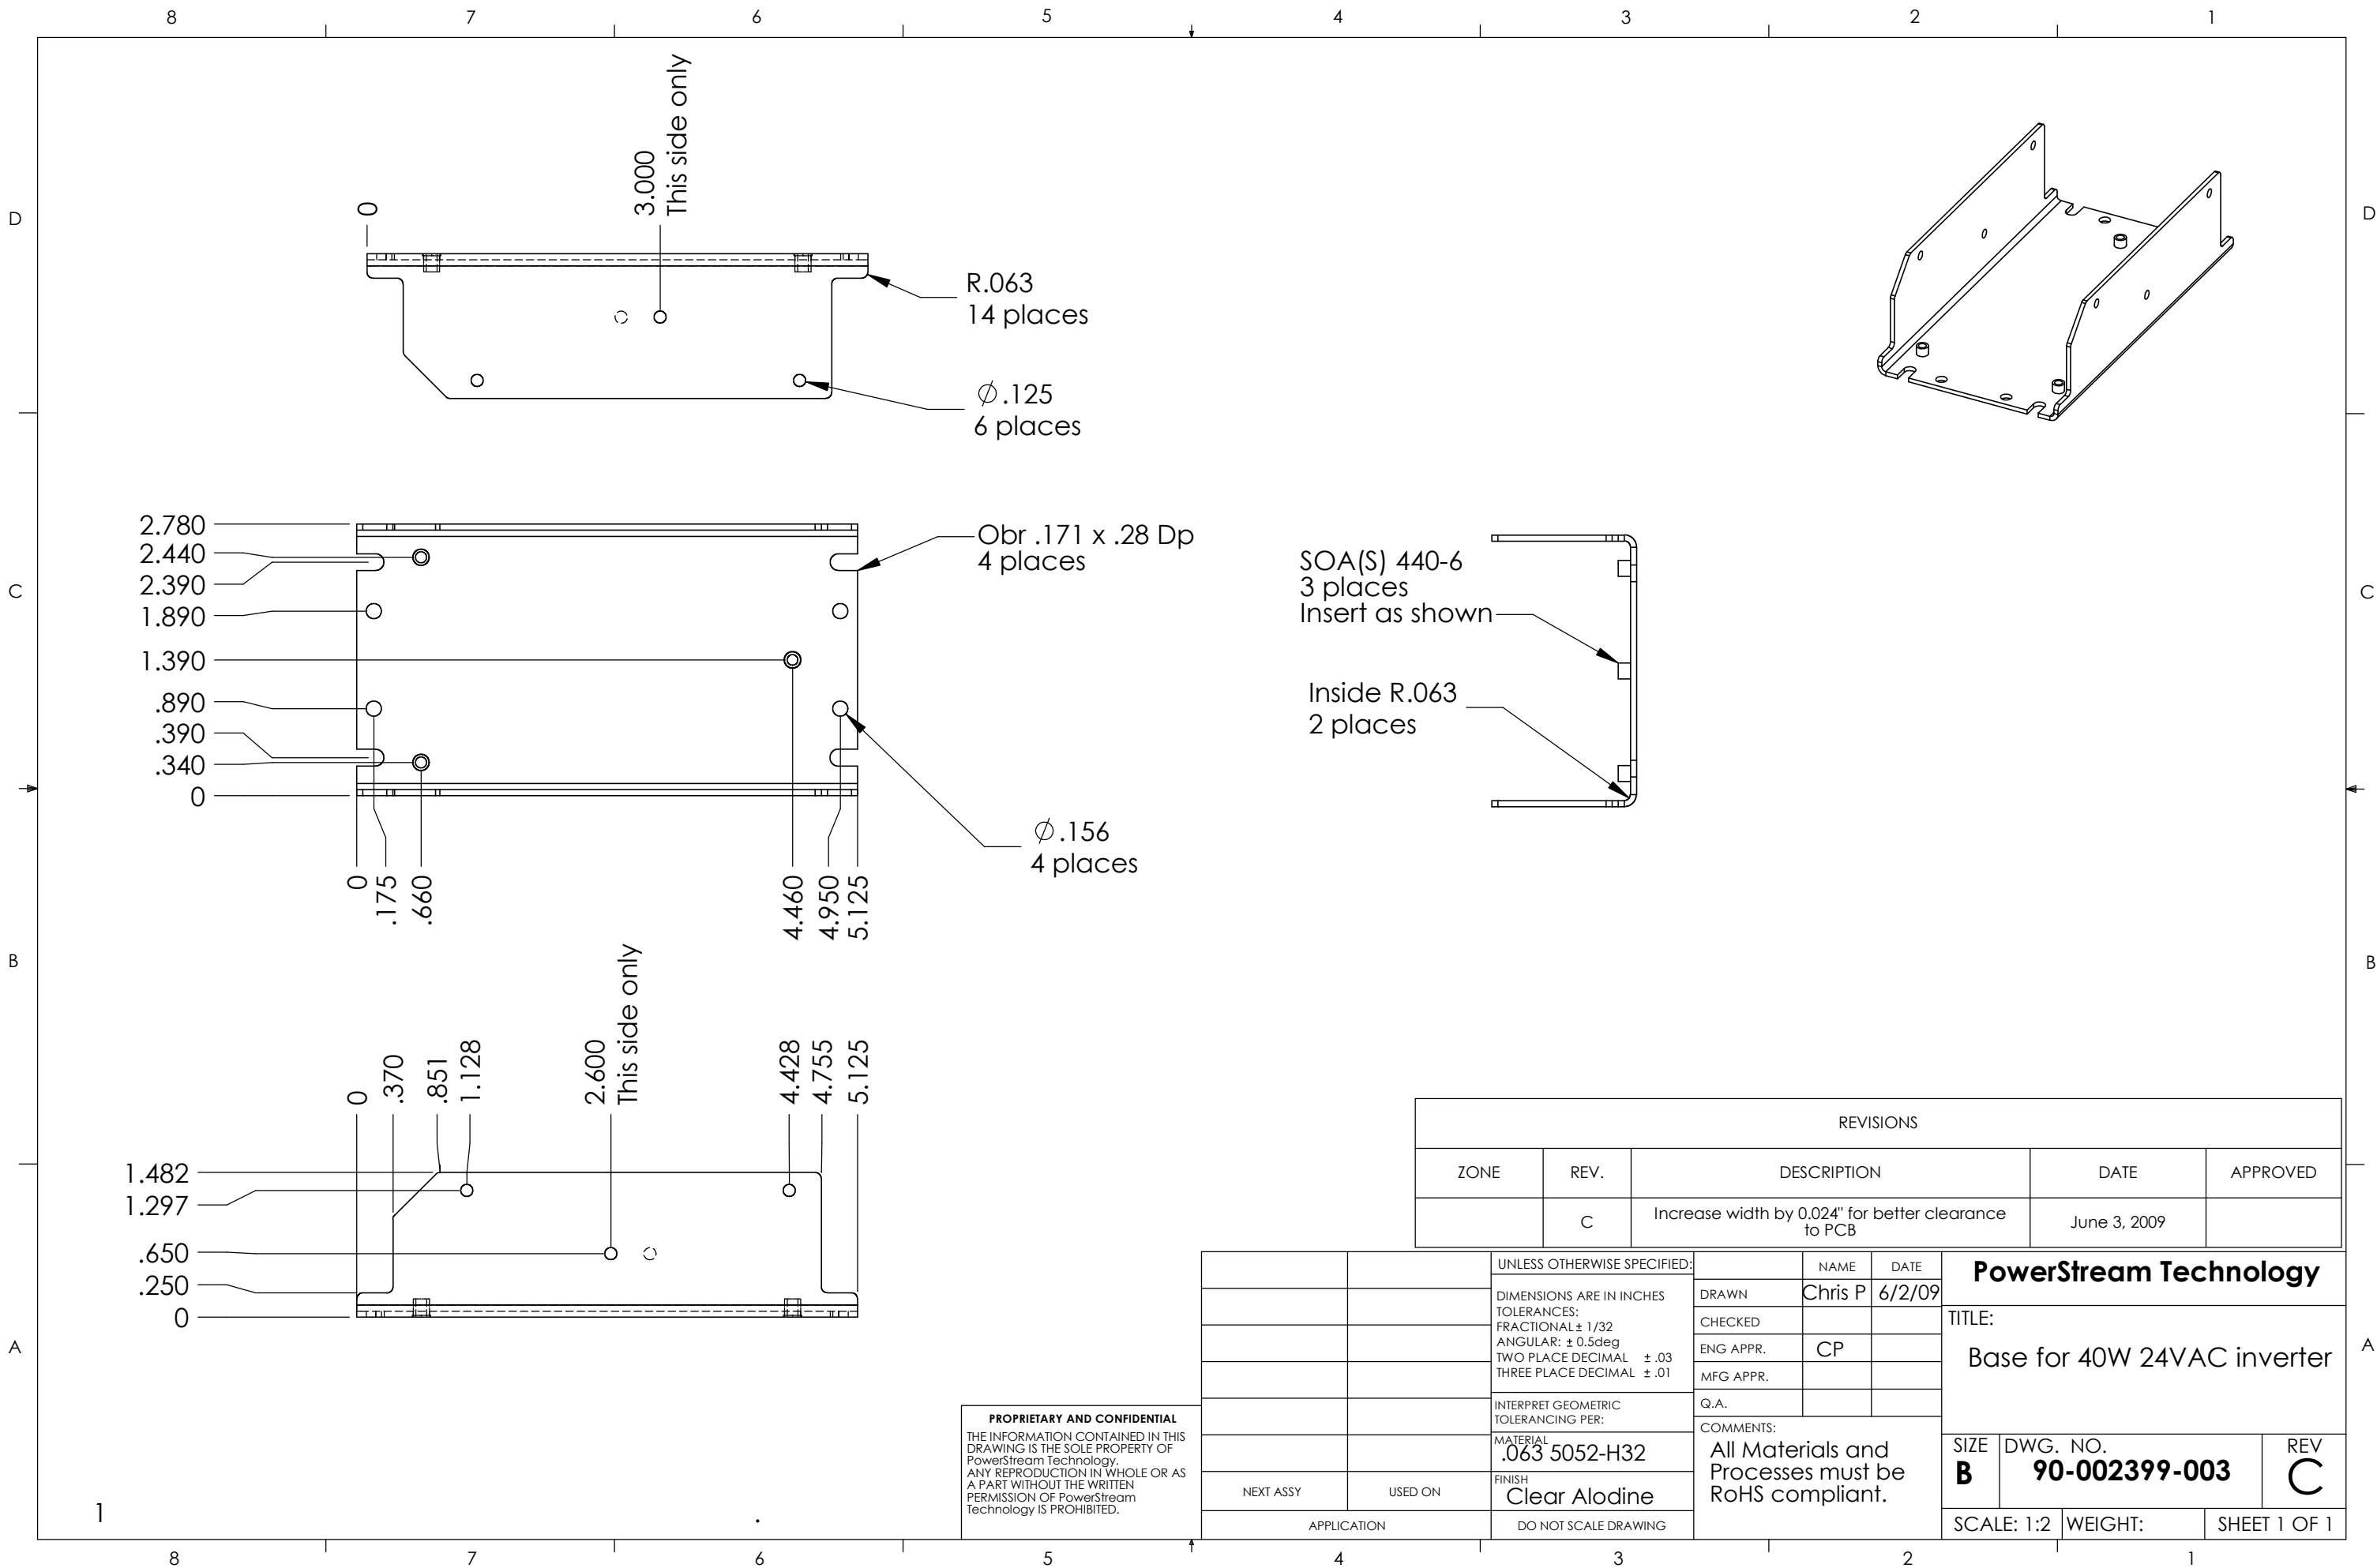 8 7 6 5 4 3 2 1
D
D
0
3.000
This side only
R.063
14 places
∅.125
6 places
C
C
2.780
2.440
2.390
1.890
1.390
.890
.390
.340
0
Obr .171 x .28 Dp
4 places
∅.156
4 places
0
.175
.660
4.460
4.950
5.125
SOA(S) 440-6
3 places
Insert as shown
Inside R.063
2 places
B
B
0
.370
.851
1.128
2.600
This side only
4.428
4.755
5.125
1.482
1.297
.650
.250
0
A
A
REVISIONS
ZONE REV. DESCRIPTION DATE APPROVED
C Increase width by 0.024" for better clearance
to PCB
June 3, 2009
UNLESS OTHERWISE SPECIFIED:
DIMENSIONS ARE IN INCHES
TOLERANCES:
FRACTIONAL± 1/32
ANGULAR: ± 0.5deg
TWO PLACE DECIMAL ± .03
THREE PLACE DECIMAL ± .01
INTERPRET GEOMETRIC
TOLERANCING PER:
MATERIAL
.063 5052-H32
FINISH
Clear Alodine
DO NOT SCALE DRAWING
NEXT ASSY USED ON
APPLICATION
NAME DATE
DRAWN Chris P 6/2/09
CHECKED
ENG APPR. CP
MFG APPR.
Q.A.
COMMENTS:
All Materials and
Processes must be
RoHS compliant.
PowerStream Technology
TITLE:
Base for 40W 24VAC inverter
SIZE
B
DWG. NO.
90-002399-003
REV
C
SCALE: 1:2 WEIGHT: SHEET 1 OF 1
PROPRIETARY AND CONFIDENTIAL
THE INFORMATION CONTAINED IN THIS
DRAWING IS THE SOLE PROPERTY OF
PowerStream Technology.
ANY REPRODUCTION IN WHOLE OR AS
A PART WITHOUT THE WRITTEN
PERMISSION OF PowerStream
Technology IS PROHIBITED.
1
.
8 7 6 5 4 3 2 1